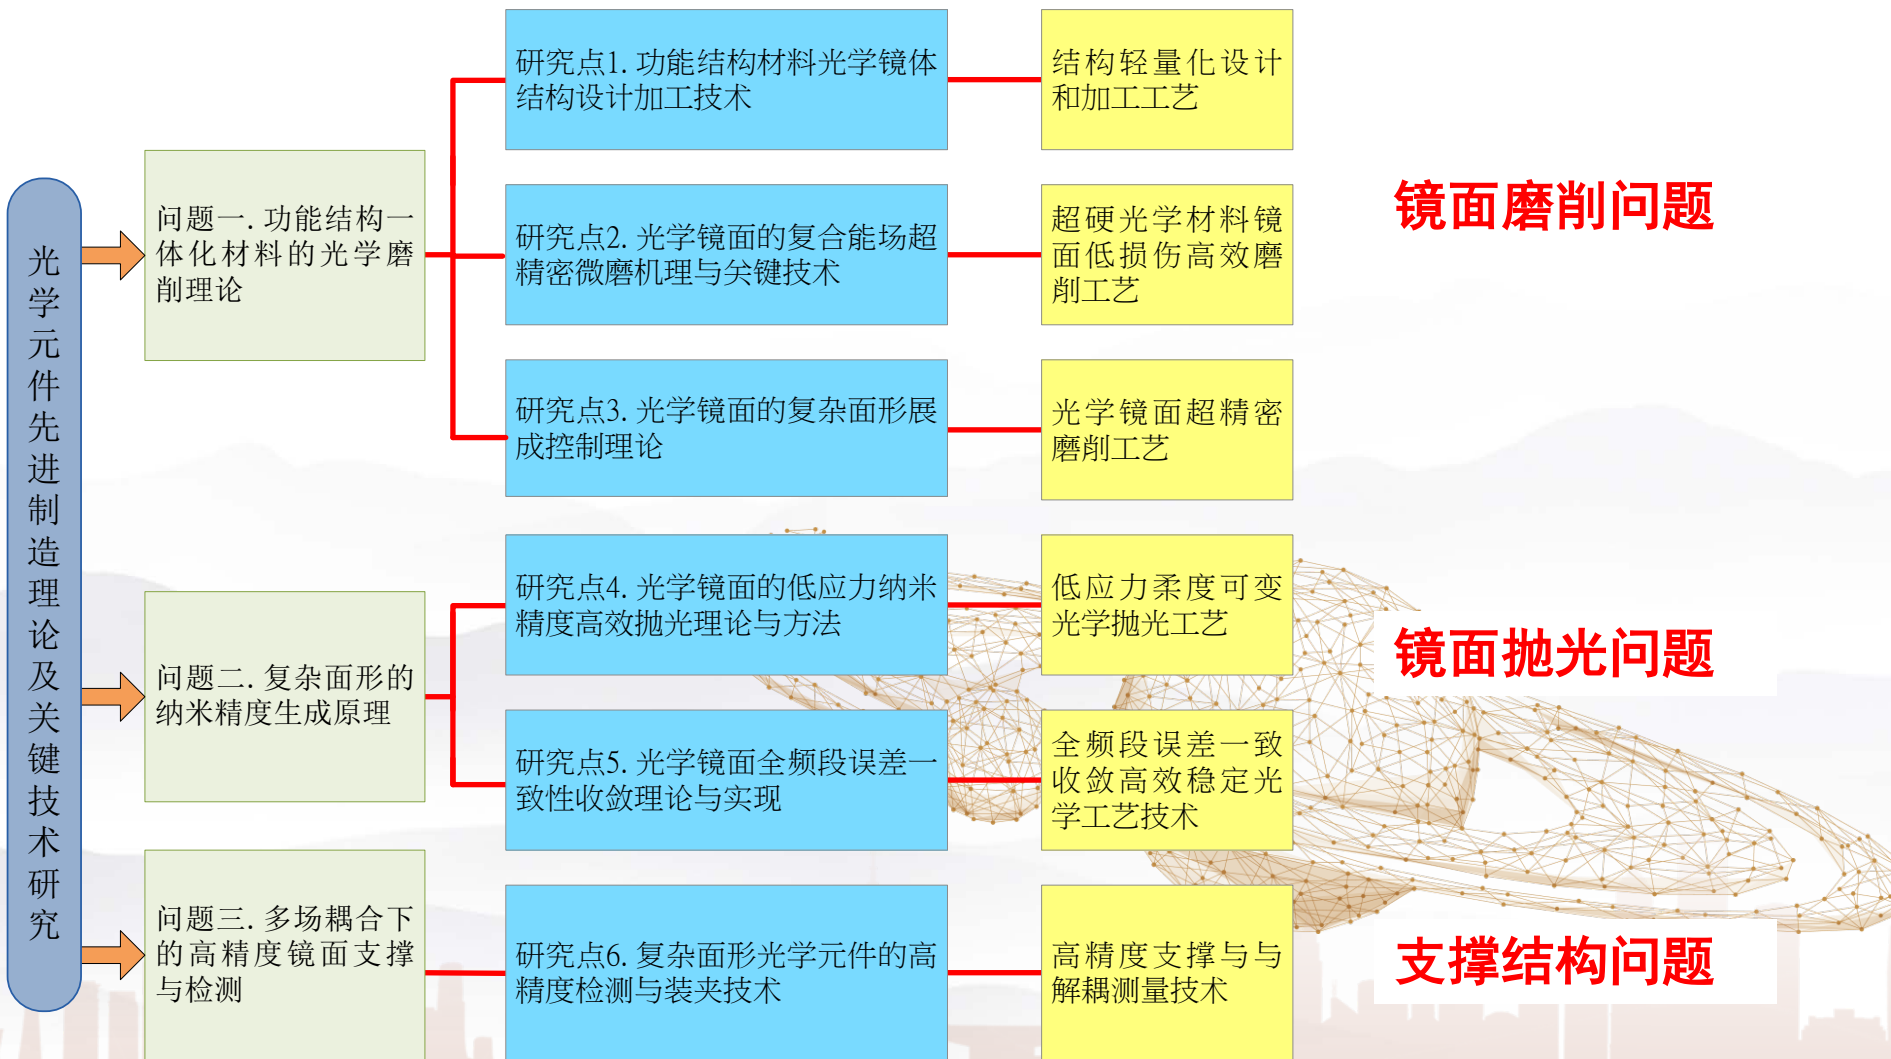 光学元件先进制造理论及关键技术研究
问题一.功能结构一
体化材料的光学磨
削理论
研究点1.功能结构材料光学镜体
结构设计加工技术
结构轻量化设计
和加工工艺
研究点2.光学镜面的复合能场超
精密微磨机理与关键技术
超硬光学材料镜
面低损伤高效磨
削工艺
研究点3.光学镜面的复杂面形展
成控制理论
光学镜面超精密
磨削工艺
镜面磨削问题
问题二.复杂面形的
纳米精度生成原理
研究点4.光学镜面的低应力纳米
精度高效抛光理论与方法
低应力柔度可变
光学抛光工艺
研究点5.光学镜面全频段误差一
致性收敛理论与实现
全频段误差一致
收敛高效稳定光
学工艺技术
镜面抛光问题
问题三.多场耦合下
的高精度镜面支撑
与检测
研究点6.复杂面形光学元件的高
精度检测与装夹技术
高精度支撑与与
解耦测量技术
支撑结构问题